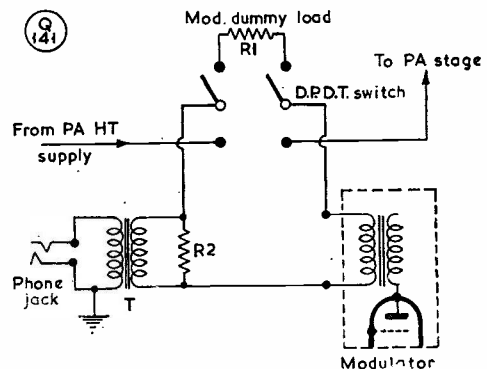 Q
141
Mod. dummy load
R1
To PA stage
D.P.D.T. switch
From PA HT
supply
R2
Phone
jack
T
Modulator